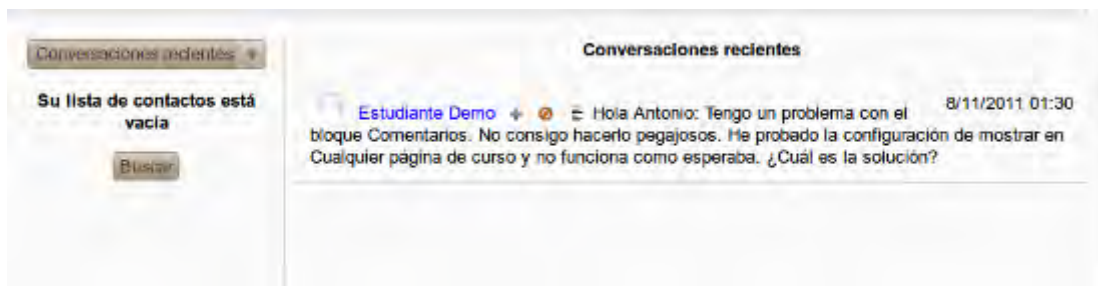 Conversaciones recientes
Su lista de contactos está
vacía
Buscar
Conversaciones recientes
Estudiante Demo Hola Antonio: Tengo un problema con el 8/11/2011 01:30
bloque Comentarios. No consigo hacerlo pegajosos. He probado la configuración de mostrar en
Cualquier página de curso y no funciona como esperaba. ¿Cuál es la solución?